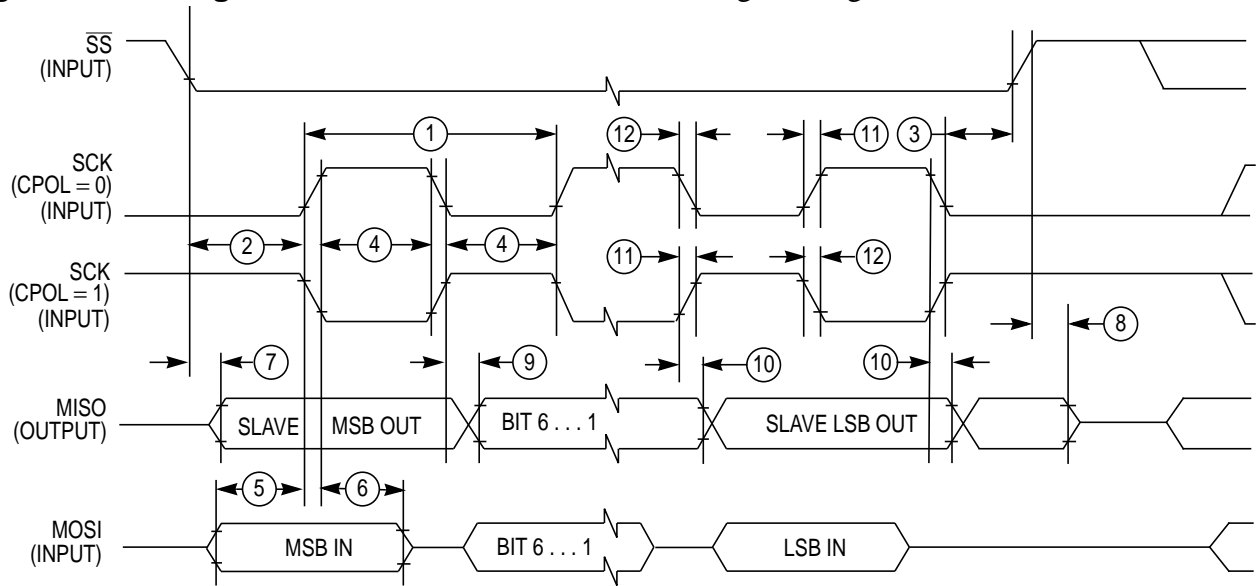 SS
(INPUT)
1
12
11
3
SCK
(CPOL = 0)
(INPUT)
2
4
4
SCK
(CPOL = 1)
(INPUT)
11
12
7
9
10
10
8
MISO
(OUTPUT)
SLAVE
MSB OUT
BIT 6 . . . 1
SLAVE LSB OUT
5
6
MOSI
(INPUT)
MSB IN
BIT 6 . . . 1
LSB IN